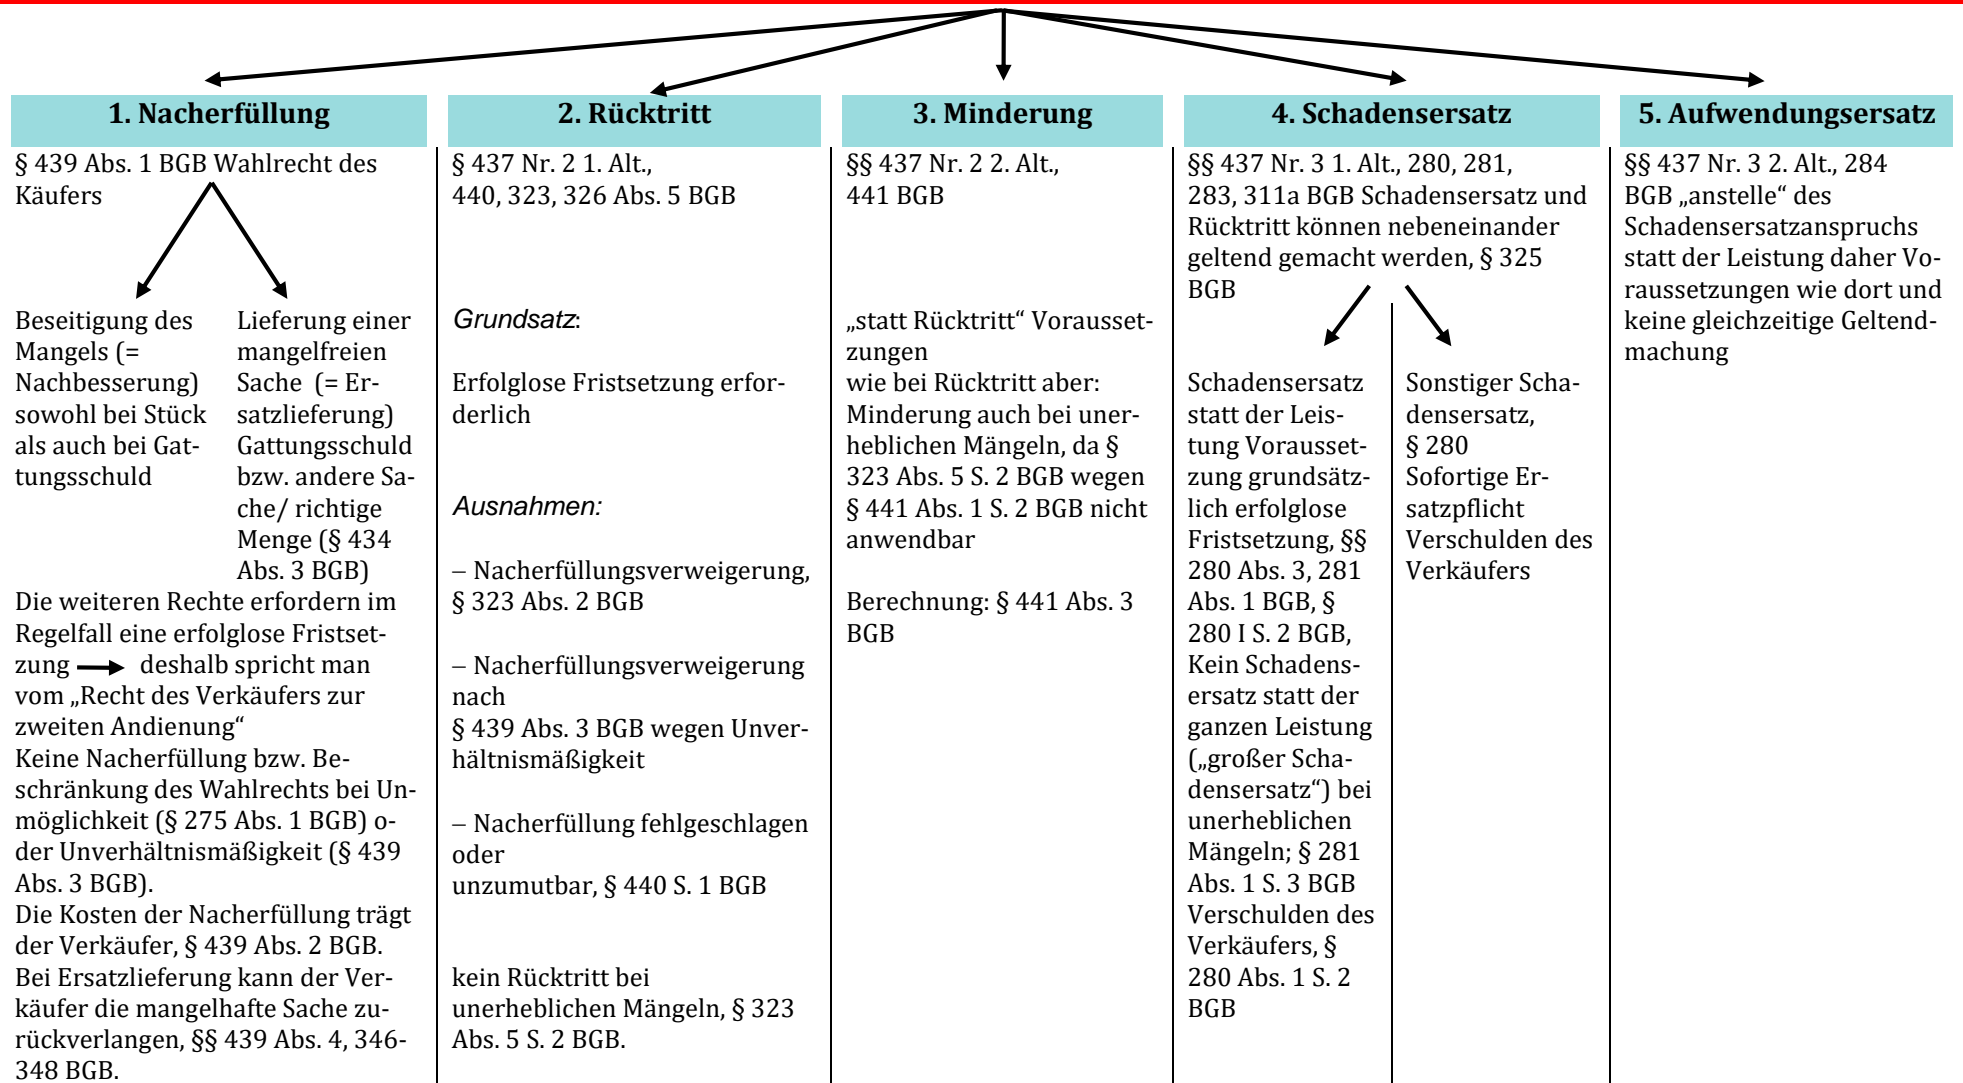 1. Nacherfüllung
§ 439 Abs. 1 BGB Wahlrecht des
Käufers
Beseitigung des
Mangels (=
Nachbesserung)
sowohl bei Stück
als auch bei Gat-
tungsschuld
Lieferung einer
mangelfreien
Sache (= Er-
satzlieferung)
Gattungsschuld
bzw. andere Sa-
che/ richtige
Menge (§ 434
Abs. 3 BGB)
Die weiteren Rechte erfordern im
Regelfall eine erfolglose Fristset-
zung deshalb spricht man
vom „Recht des Verkäufers zur
zweiten Andienung“
Keine Nacherfüllung bzw. Be-
schränkung des Wahlrechts bei Un-
möglichkeit (§ 275 Abs. 1 BGB) o-
der Unverhältnismäßigkeit (§ 439
Abs. 3 BGB).
Die Kosten der Nacherfüllung trägt
der Verkäufer, § 439 Abs. 2 BGB.
Bei Ersatzlieferung kann der Ver-
käufer die mangelhafte Sache zu-
rückverlangen, §§ 439 Abs. 4, 346-
348 BGB.
2. Rücktritt
§ 437 Nr. 2 1. Alt.,
440, 323, 326 Abs. 5 BGB
Grundsatz:
Erfolglose Fristsetzung erfor-
derlich
Ausnahmen:
– Nacherfüllungsverweigerung,
§ 323 Abs. 2 BGB
– Nacherfüllungsverweigerung
nach
§ 439 Abs. 3 BGB wegen Unver-
hältnismäßigkeit
– Nacherfüllung fehlgeschlagen
oder
unzumutbar, § 440 S. 1 BGB
kein Rücktritt bei
unerheblichen Mängeln, § 323
Abs. 5 S. 2 BGB.
3. Minderung
§§ 437 Nr. 2 2. Alt.,
441 BGB
„statt Rücktritt“ Vorausset-
zungen
wie bei Rücktritt aber:
Minderung auch bei uner-
heblichen Mängeln, da §
323 Abs. 5 S. 2 BGB wegen
§ 441 Abs. 1 S. 2 BGB nicht
anwendbar
Berechnung: § 441 Abs. 3
BGB
4. Schadensersatz
§§ 437 Nr. 3 1. Alt., 280, 281,
283, 311a BGB Schadensersatz und
Rücktritt können nebeneinander
geltend gemacht werden, § 325
BGB
Schadensersatz
statt der Leis-
tung Vorausset-
zung grundsätz-
lich erfolglose
Fristsetzung, §§
280 Abs. 3, 281
Abs. 1 BGB, §
280 I S. 2 BGB,
Kein Schadens-
ersatz statt der
ganzen Leistung
(„großer Scha-
densersatz“) bei
unerheblichen
Mängeln; § 281
Abs. 1 S. 3 BGB
Verschulden des
Verkäufers, §
280 Abs. 1 S. 2
BGB
Sonstiger Scha-
densersatz,
§ 280
Sofortige Er-
satzpflicht
Verschulden des
Verkäufers
5. Aufwendungsersatz
§§ 437 Nr. 3 2. Alt., 284
BGB „anstelle“ des
Schadensersatzanspruchs
statt der Leistung daher Vo-
raussetzungen wie dort und
keine gleichzeitige Geltend-
machung